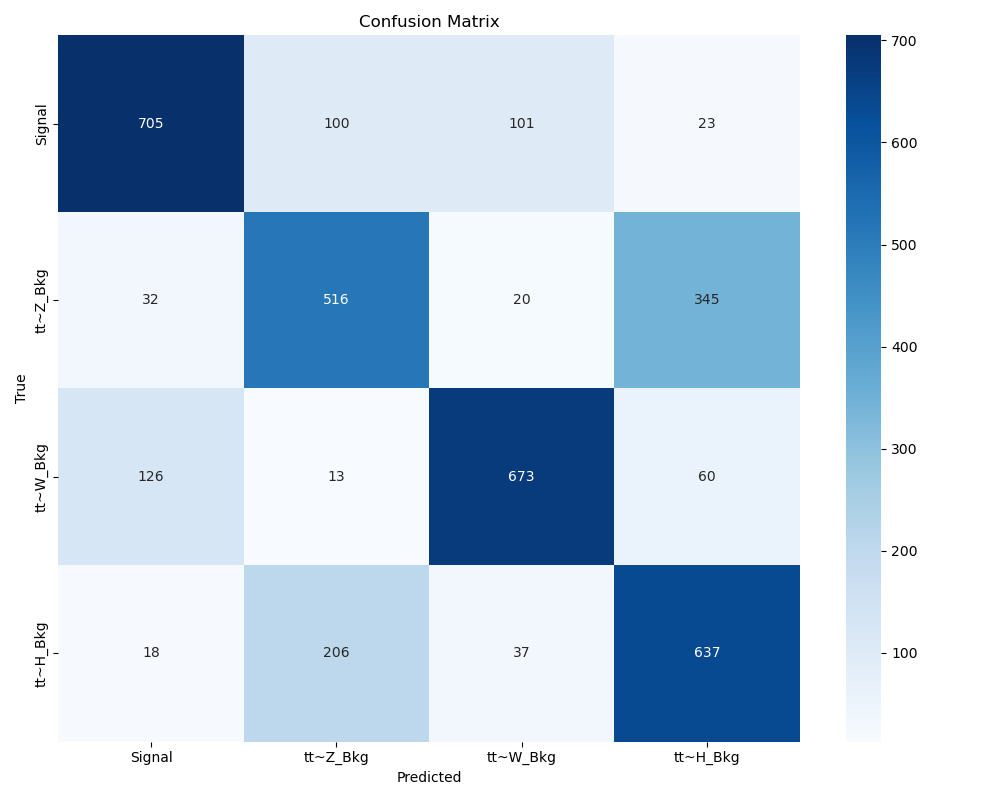 Confusion Matrix
True
Signal
705 100 101 23
tt~Z_Bkg
32 516 20 345
tt~W_Bkg
126 13 673 60
tt~H_Bkg
18 206 37 637
Signal tt~Z_Bkg tt~W_Bkg tt~H_Bkg
Predicted
700
600
500
400
300
200
100